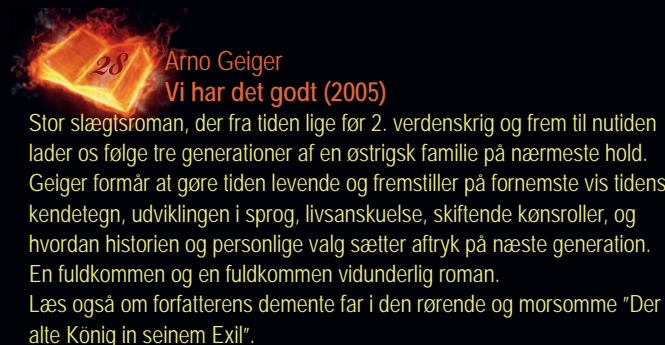 28
Arno Geiger
Vi har det godt (2005)
Stor slægtsroman, der fra tiden lige før 2. verdenskrig og frem til nutiden
lader os følge tre generationer af en østrigsk familie på nærmeste hold.
Geiger formår at gøre tiden levende og fremstiller på fornemste vis tidens
kendetegn, udviklingen i sprog, livsanskuelse, skiftende kønsroller, og
hvordan historien og personlige valg sætter aftryk på næste generation.
En fuldkommen og en fuldkommen vidunderlig roman.
Læs også om forfatterens demente far i den rørende og morsomme ”Der
alte König in seinem Exil”.